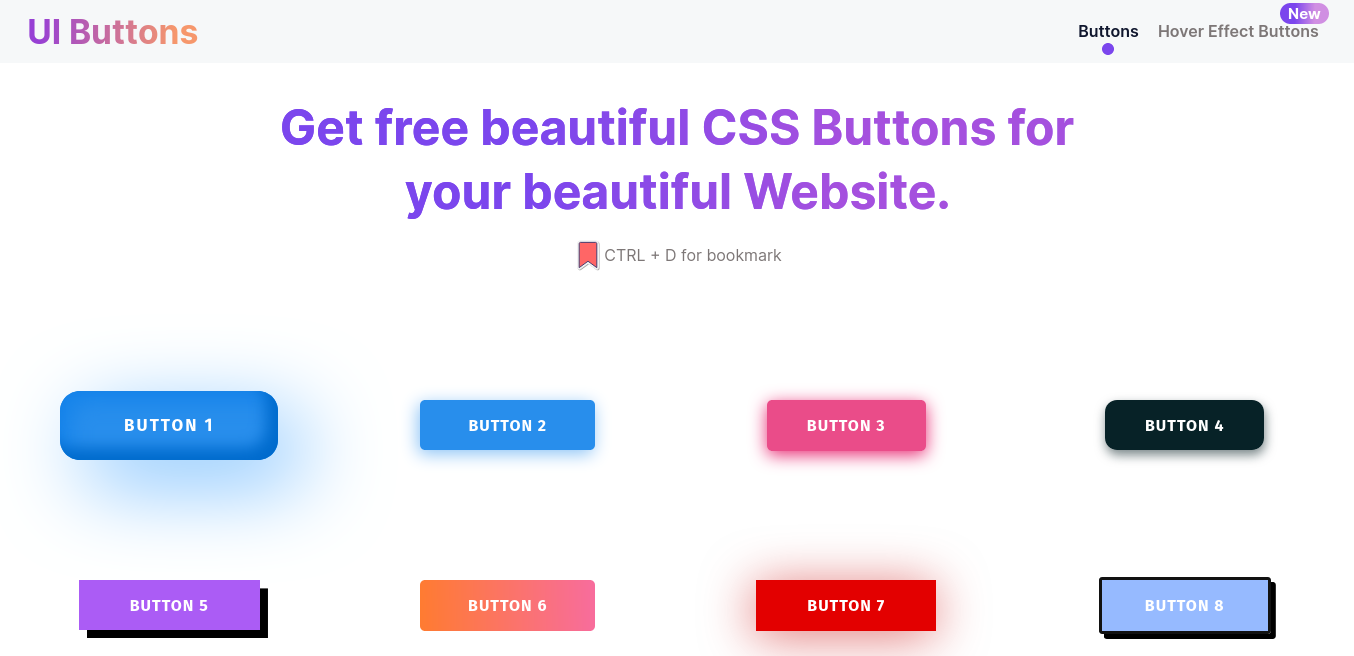 UI Buttons
New
Buttons
Hover Effect Buttons
Get free beautiful CSS Buttons for
your beautiful Website.
CTRL + D for bookmark
BUTTON 1
BUTTON 2
BUTTON 3
BUTTON 4
BUTTON 5
BUTTON 6
BUTTON 7
BUTTON 8